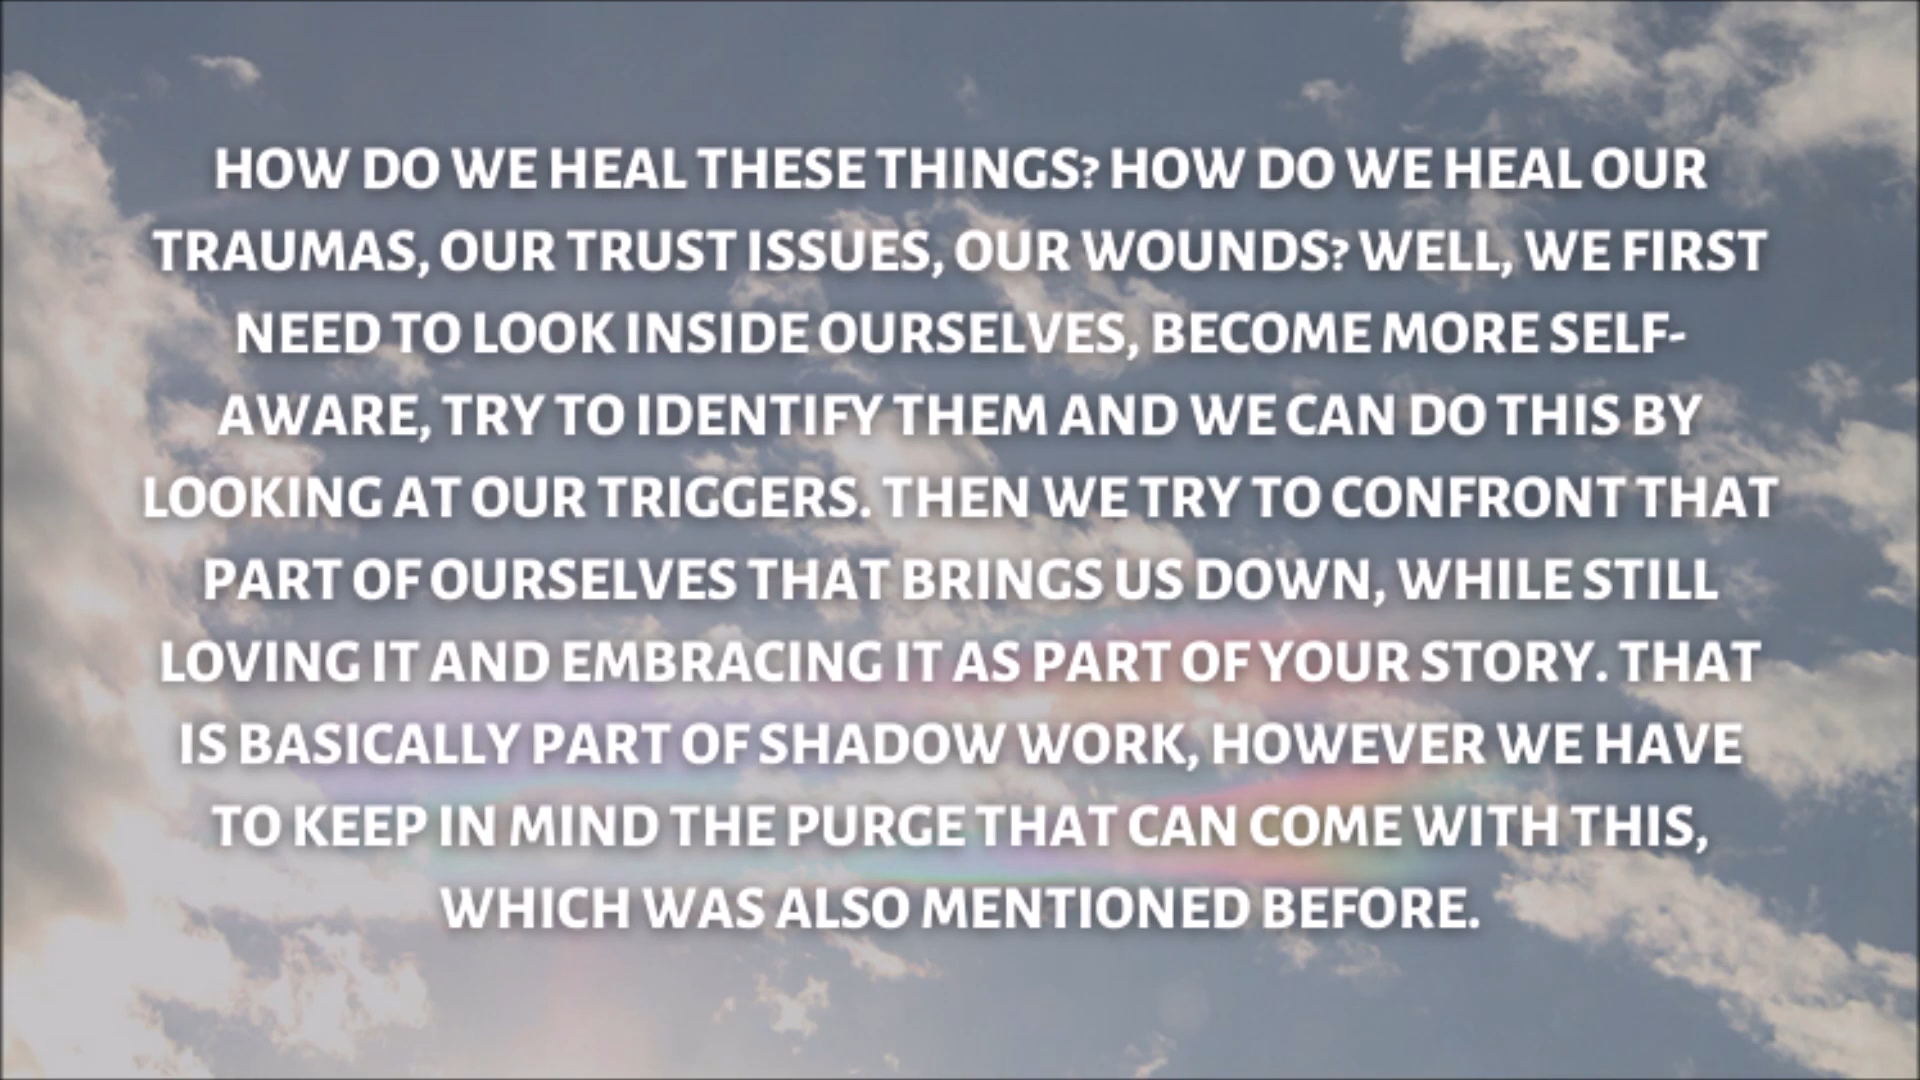 HOW DO WE HEAL THESE THINGS? HOW DO WE HEAL OUR
TRAUMAS, OUR TRUST ISSUES, OUR WOUNDS? WELL, WE FIRST
NEED TO LOOK INSIDE OURSELVES, BECOME MORE SELF-
AWARE, TRY TO IDENTIFY THEM AND WE CAN DO THIS BY
LOOKING AT OUR TRIGGERS. THEN WE TRY TO CONFRONT THAT
PART OF OURSELVES THAT BRINGS US DOWN, WHILE STILL
LOVING IT AND EMBRACING IT AS PART OF YOUR STORY. THAT
IS BASICALLY PART OF SHADOW WORK, HOWEVER WE HAVE
TO KEEP IN MIND THE PURGE THAT CAN COME WITH THIS,
WHICH WAS ALSO MENTIONED BEFORE.